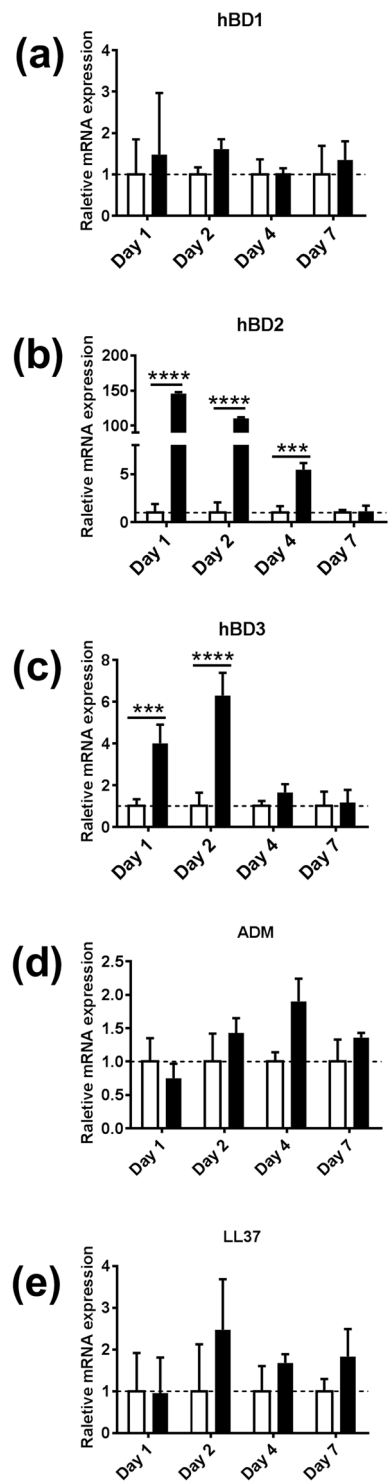 hBD1
(a)
Raletive mRNA expression
4
3
2
1
0
Day 1
Day 2
Day 4
Day 7
hBD2
(b)
Raletive mRNA expression
200
150
100
5
0
****
****
***
Day 1
Day 2
Day 4
Day 7
hBD3
(c)
Raletive mRNA expression
8
6
4
2
0
***
****
Day 1
Day 2
Day 4
Day 7
ADM
(d)
Raletive mRNA expression
2.5
2.0
1.5
1.0
0.5
0.0
Day 1
Day 2
Day 4
Day 7
LL37
(e)
Raletive mRNA expression
4
3
2
1
0
Day 1
Day 2
Day 4
Day 7